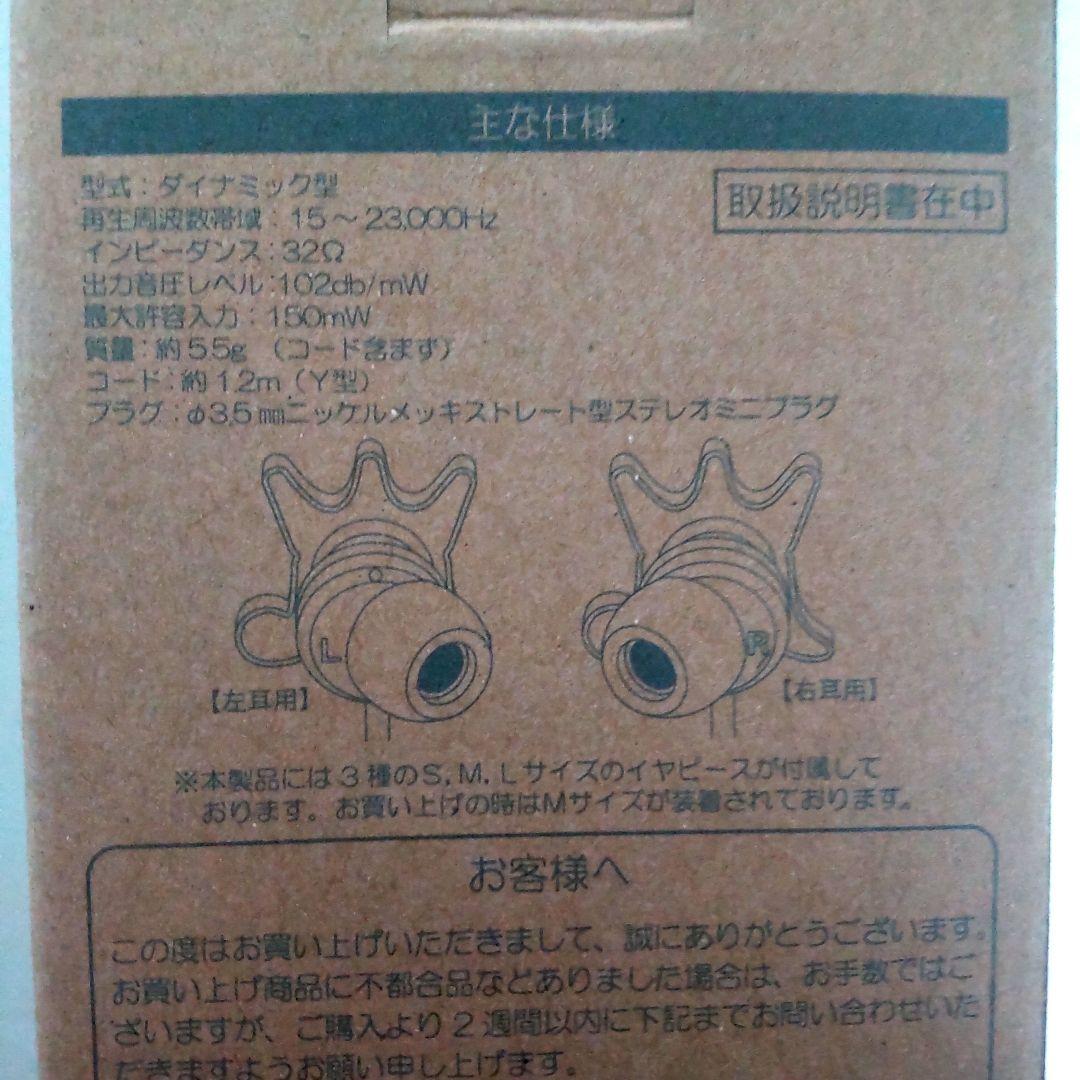 主な仕様
型式：ダイナミック型
取扱説明書在中
再生周波数帯域：15～23,000Hz
インピーダンス：32Ω
出力音圧レベル：102db/mW
最大許容入力：150mW
質量：約5.5g （コード含まず）
コード：約1.2m（Y型）
プラグ：φ3.5㎜ニッケルメッキストレート型ステレオミニプラグ
L
R
【左耳用】
【右耳用】
※本製品には3種のS, M, Lサイズのイヤピースが付属して
おります。お買い上げの時はMサイズが装着されております。
お客様へ
この度はお買い上げいただきまして、誠にありがとうございます。
お買い上げ商品に不都合品などありました場合は、お手数ではご
ざいますが、ご購入より2週間以内に下記までお問い合わせいた
だきますようお願い申し上げます。